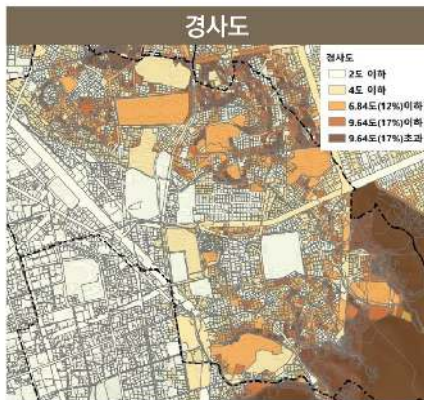 경사도
경사도
2도 이하
4도 이하
6.84도(12%)이하
9.64도(17%)이하
9.64도(17%)초과